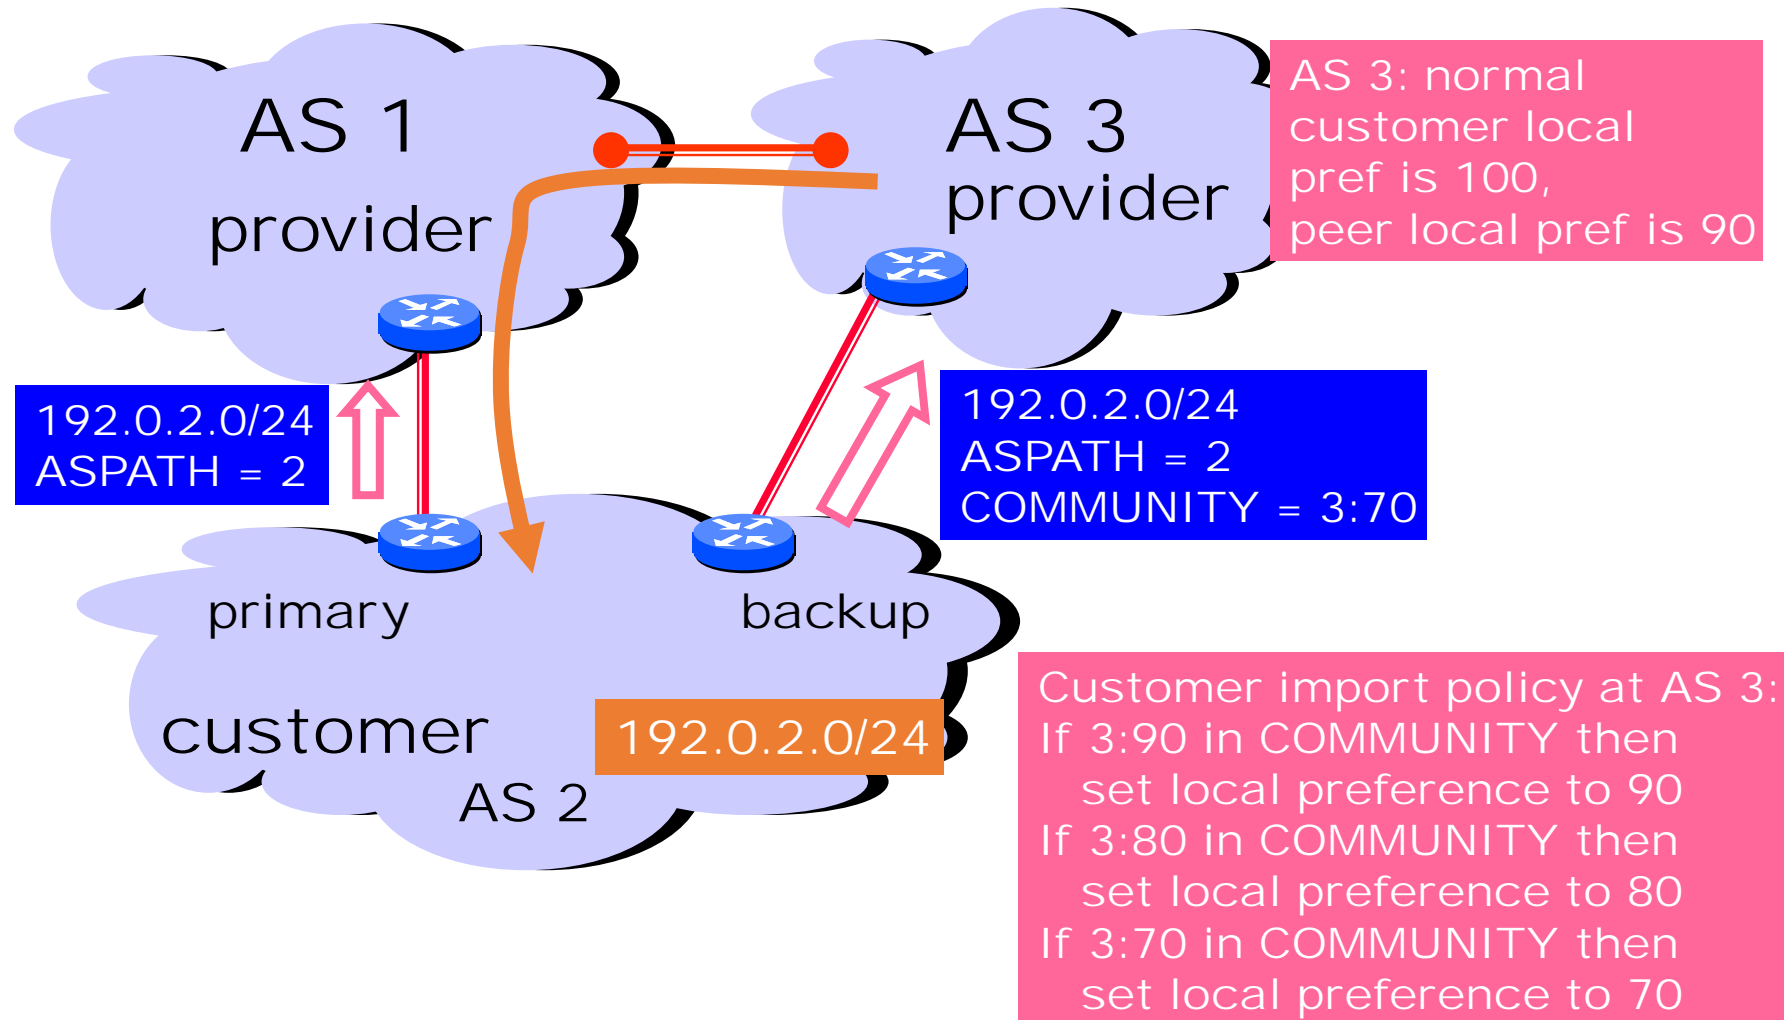 AS 1
provider
AS 3
provider
AS 3: normal
customer local
pref is 100,
peer local pref is 90
192.0.2.0/24
ASPATH = 2
192.0.2.0/24
ASPATH = 2
COMMUNITY = 3:70
primary
backup
customer
AS 2
192.0.2.0/24
Customer import policy at AS 3:
If 3:90 in COMMUNITY then
set local preference to 90
If 3:80 in COMMUNITY then
set local preference to 80
If 3:70 in COMMUNITY then
set local preference to 70